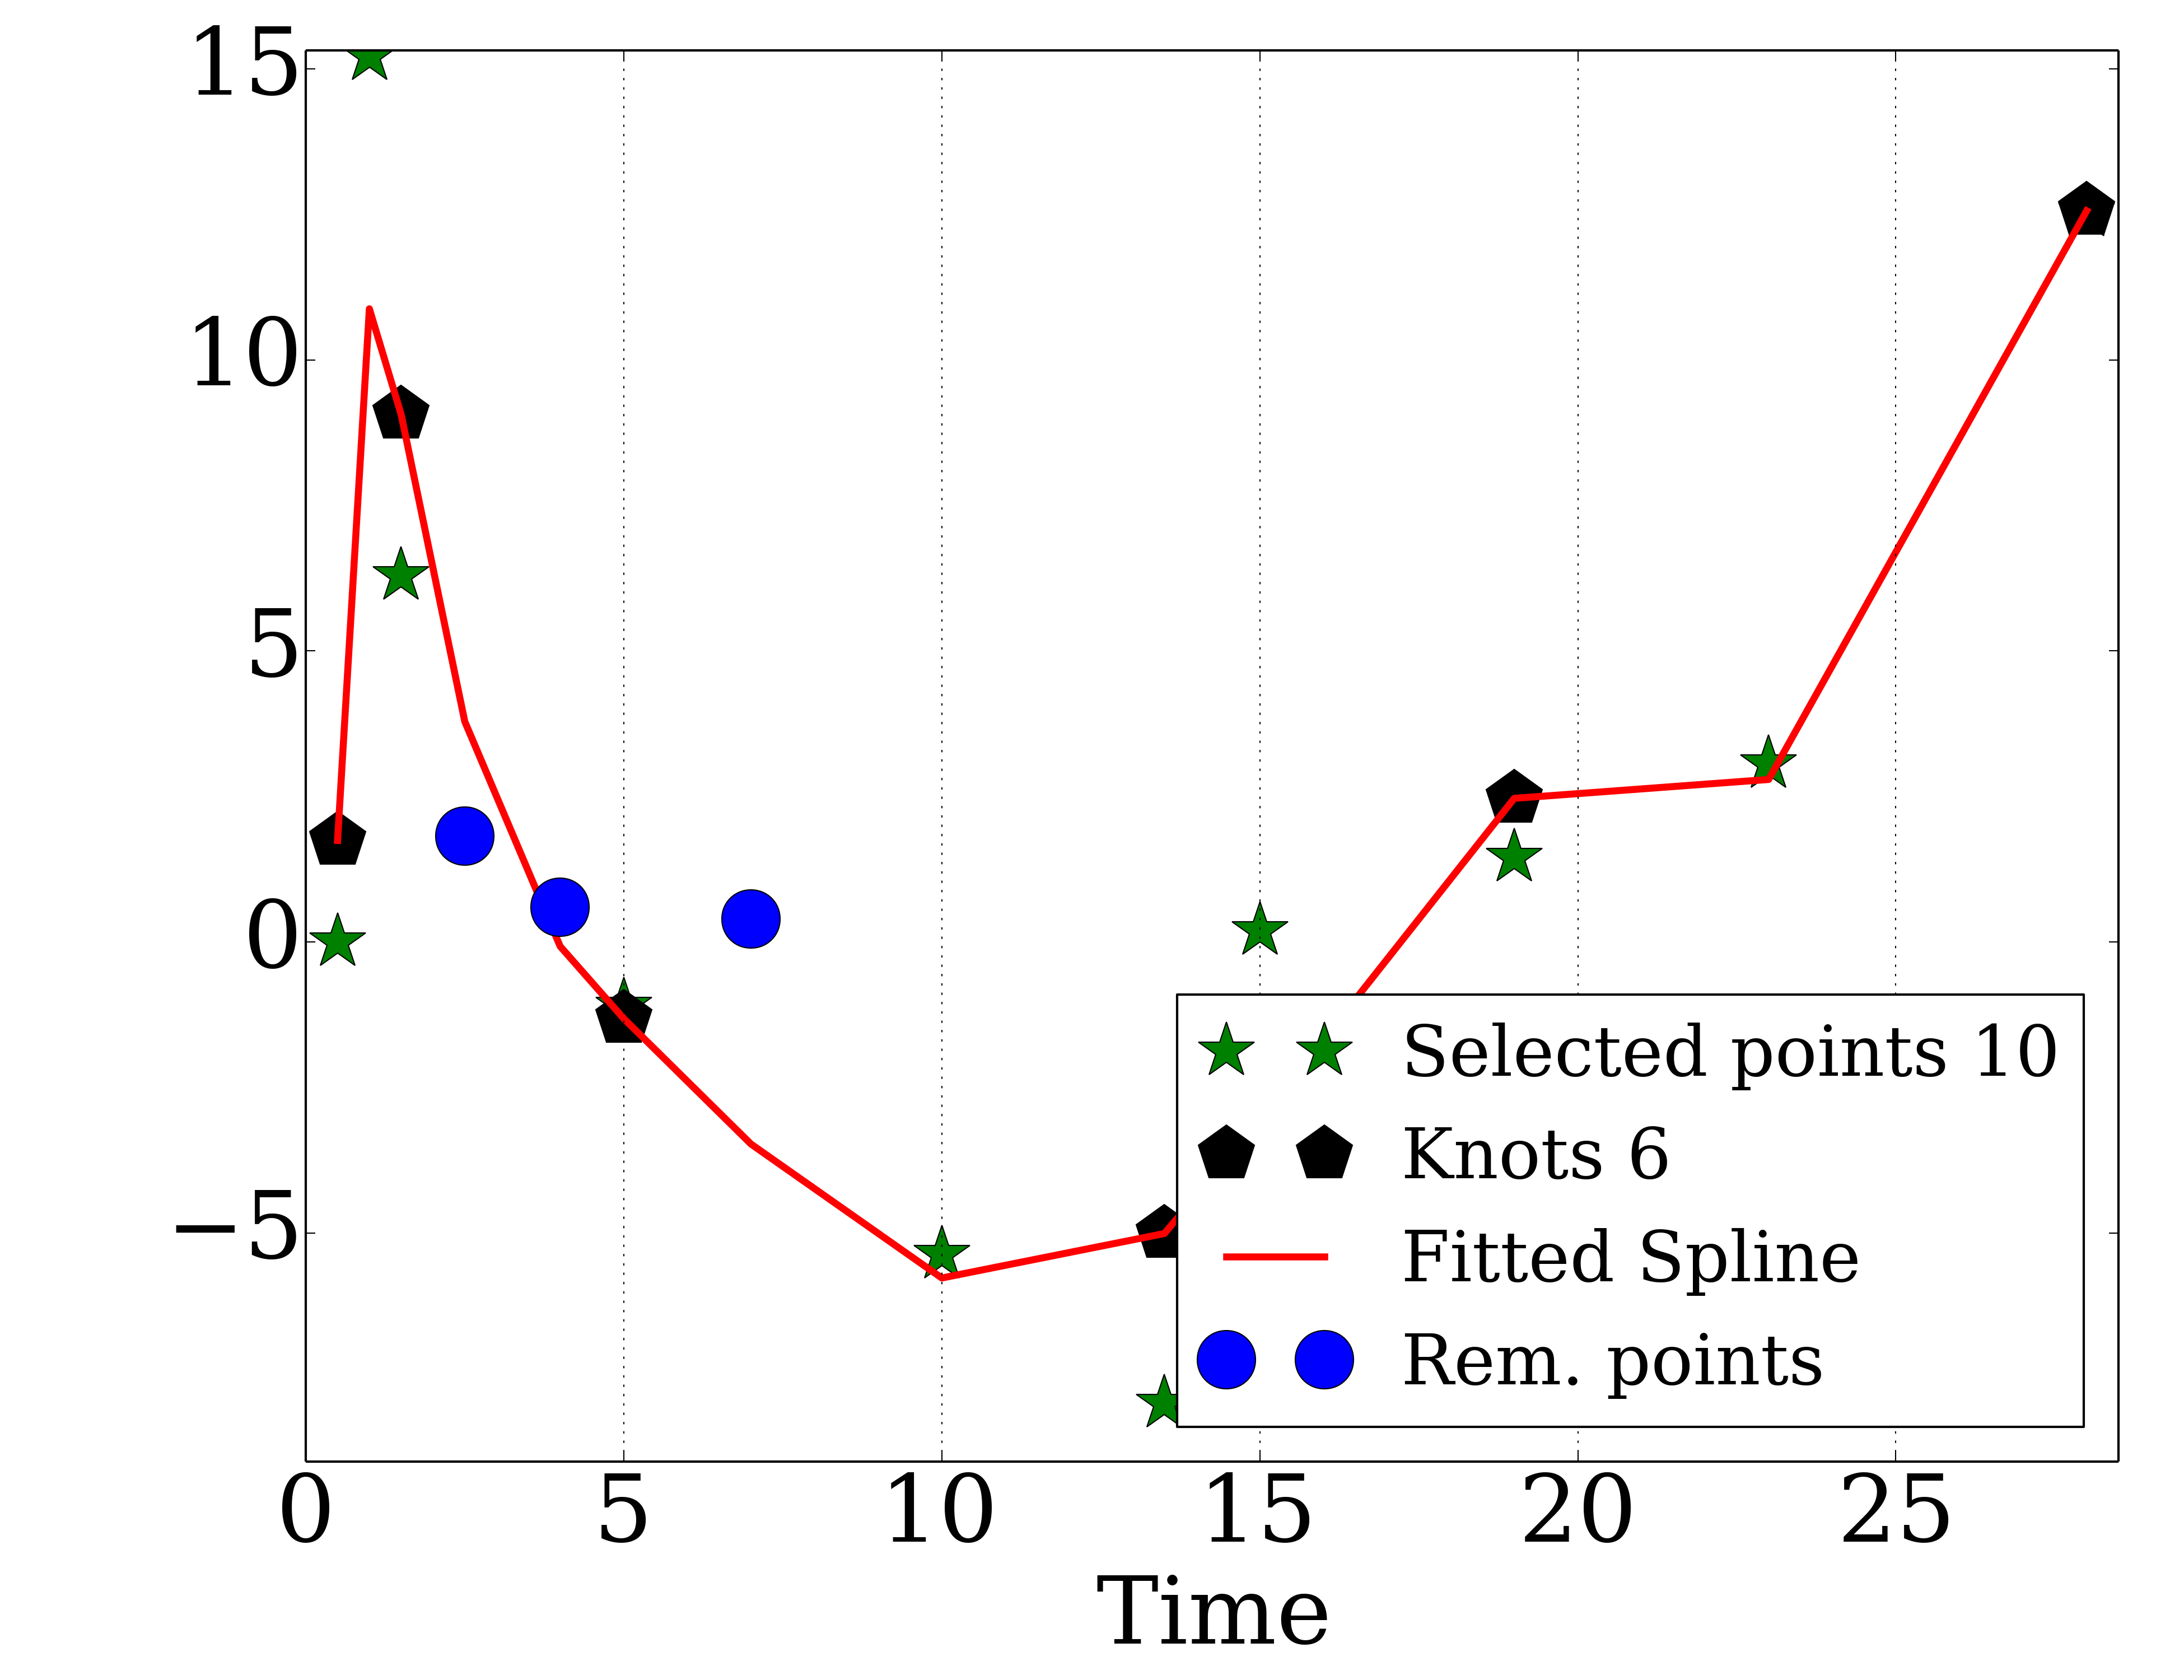 15
10
5
0
−5
Selected points 10
Knots 6
Fitted Spline
Rem. points
0 5 10 15 20 25
Time